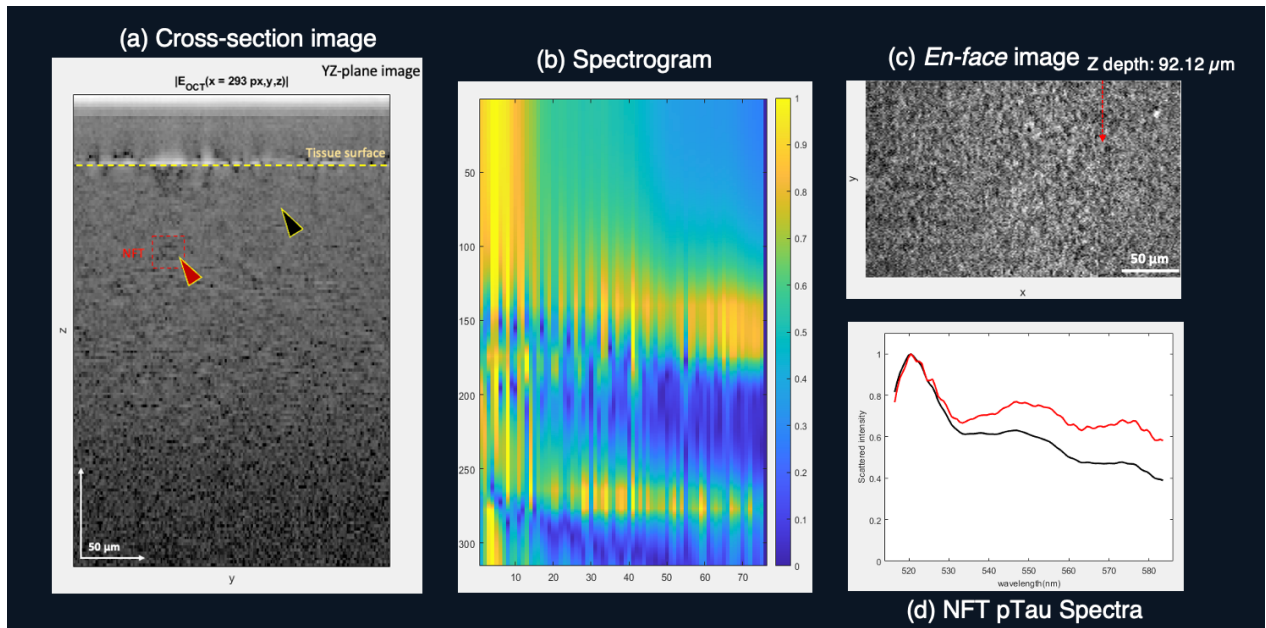 (a) Cross-section image
YZ-plane image
|E_OCT(x = 293 px,y,z)|
Tissue surface
NFT
z
50 µm
y
(b) Spectrogram
50
100
150
200
250
300
10 20 30 40 50 60 70
1
0.9
0.8
0.7
0.6
0.5
0.4
0.3
0.2
0.1
0
(c) En-face image Z depth: 92.12 µm
y
50 µm
x
1
0.8
0.6
0.4
0.2
0
Scattered intensity
520 530 540 550 560 570 580
wavelength(nm)
(d) NFT pTau Spectra